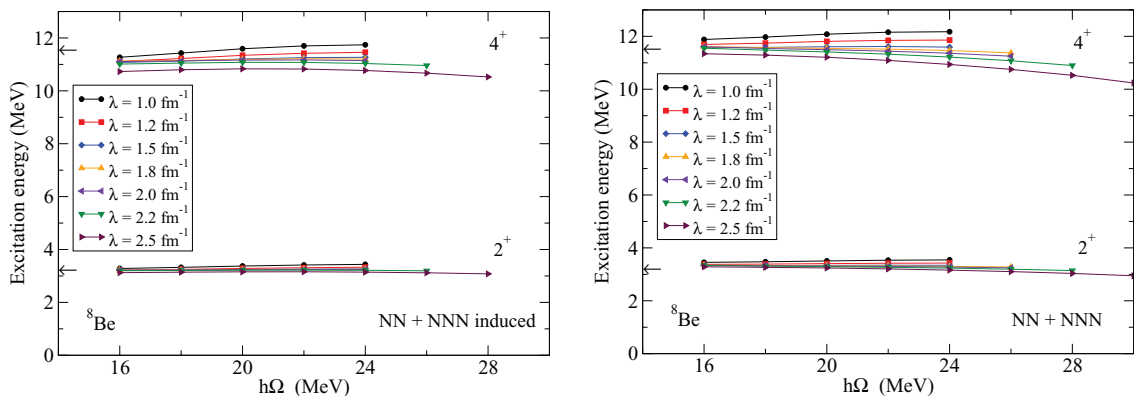 12
10
8
6
4
2
0
Excitation energy (MeV)
4+
λ = 1.0 fm-1
λ = 1.2 fm-1
λ = 1.5 fm-1
λ = 1.8 fm-1
λ = 2.0 fm-1
λ = 2.2 fm-1
λ = 2.5 fm-1
2+
8Be
NN + NNN induced
16
20
24
28
hΩ (MeV)
12
10
8
6
4
2
0
Excitation energy (MeV)
4+
λ = 1.0 fm-1
λ = 1.2 fm-1
λ = 1.5 fm-1
λ = 1.8 fm-1
λ = 2.0 fm-1
λ = 2.2 fm-1
λ = 2.5 fm-1
2+
8Be
NN + NNN
16
20
24
28
hΩ (MeV)